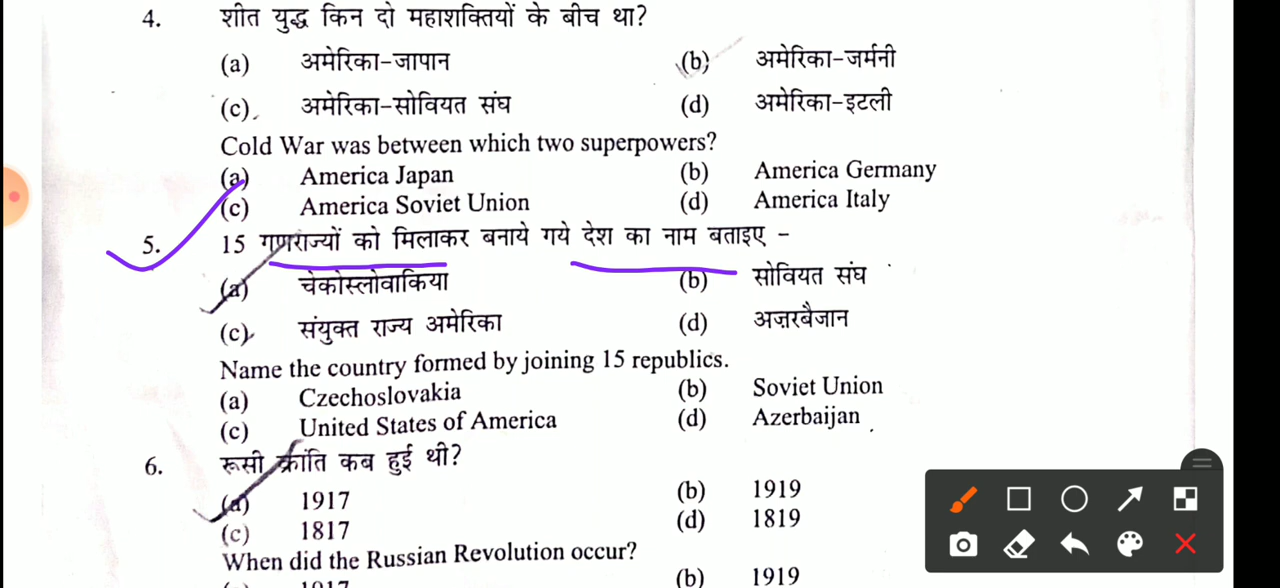 4. शीत युद्ध किन दो महाशक्तियों के बीच था?
(a) अमेरिका-जापान (b) अमेरिका-जर्मनी
(c) अमेरिका-सोवियत संघ (d) अमेरिका-इटली
Cold War was between which two superpowers?
(a) America Japan (b) America Germany
(c) America Soviet Union (d) America Italy
5. 15 गणराज्यों को मिलाकर बनाये गये देश का नाम बताइए -
(a) चेकोस्लोवाकिया (b) सोवियत संघ
(c) संयुक्त राज्य अमेरिका (d) अज़रबैजान
Name the country formed by joining 15 republics.
(a) Czechoslovakia (b) Soviet Union
(c) United States of America (d) Azerbaijan
6. रूसी क्रांति कब हुई थी?
(a) 1917 (b) 1919
(c) 1817 (d) 1819
When did the Russian Revolution occur?
1917 (b) 1919